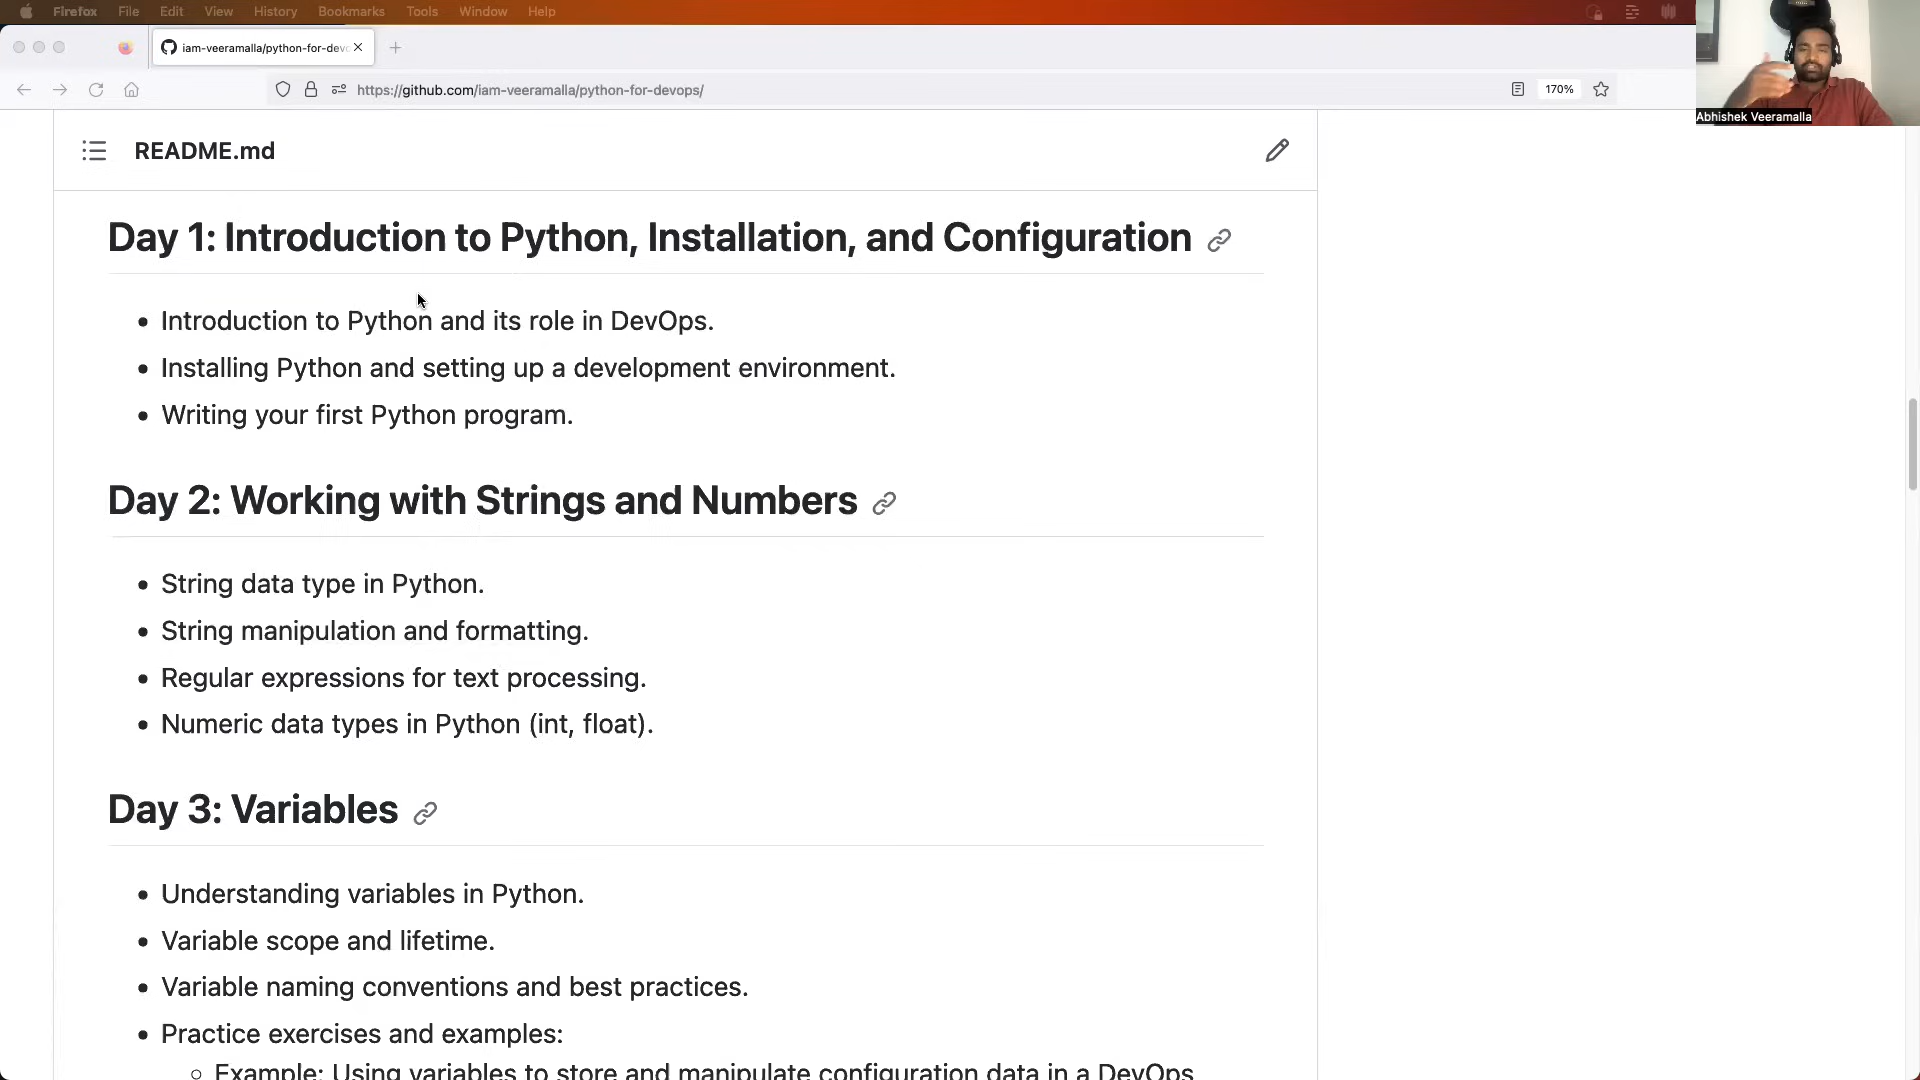 Firefox File Edit View History Bookmarks Tools Window Help
iam-veeramalla/python-for-devo
https://github.com/iam-veeramalla/python-for-devops/
170%
Abhishek Veeramalla
README.md
Day 1: Introduction to Python, Installation, and Configuration
• Introduction to Python and its role in DevOps.
• Installing Python and setting up a development environment.
• Writing your first Python program.
Day 2: Working with Strings and Numbers
• String data type in Python.
• String manipulation and formatting.
• Regular expressions for text processing.
• Numeric data types in Python (int, float).
Day 3: Variables
• Understanding variables in Python.
• Variable scope and lifetime.
• Variable naming conventions and best practices.
• Practice exercises and examples:
◦ Example: Using variables to store and manipulate configuration data in a DevOps